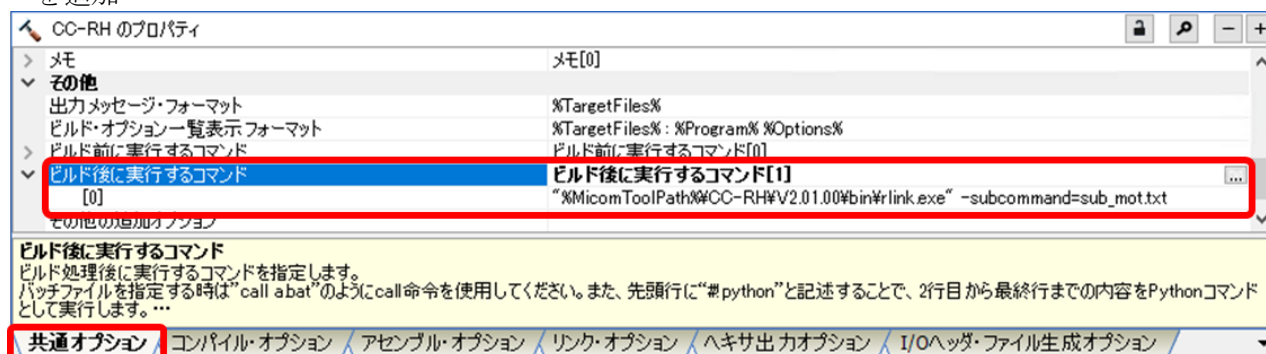 を追加
CC-RH のプロパティ
メモ メモ[0]
その他
出力メッセージ・フォーマット %TargetFiles%
ビルド・オプション一覧表示フォーマット %TargetFiles% : %Program% %Options%
ビルド前に実行するコマンド ビルド前に実行するコマンド[0]
ビルド後に実行するコマンド ビルド後に実行するコマンド[1] ...
[0] "%MicomToolPath%¥CC-RH¥V2.01.00¥bin¥rlink.exe" -subcommand=sub_mot.txt
その他の追加オプション
ビルド後に実行するコマンド
ビルド処理後に実行するコマンドを指定します。
バッチファイルを指定する時は"call a.bat"のようにcall命令を使用してください。また、先頭行に"#!python"と記述することで、2行目から最終行までの内容をPythonコマンド
として実行します。…
共通オプション コンパイル・オプション アセンブル・オプション リンク・オプション ヘキサ出力オプション I/Oヘッダ・ファイル生成オプション